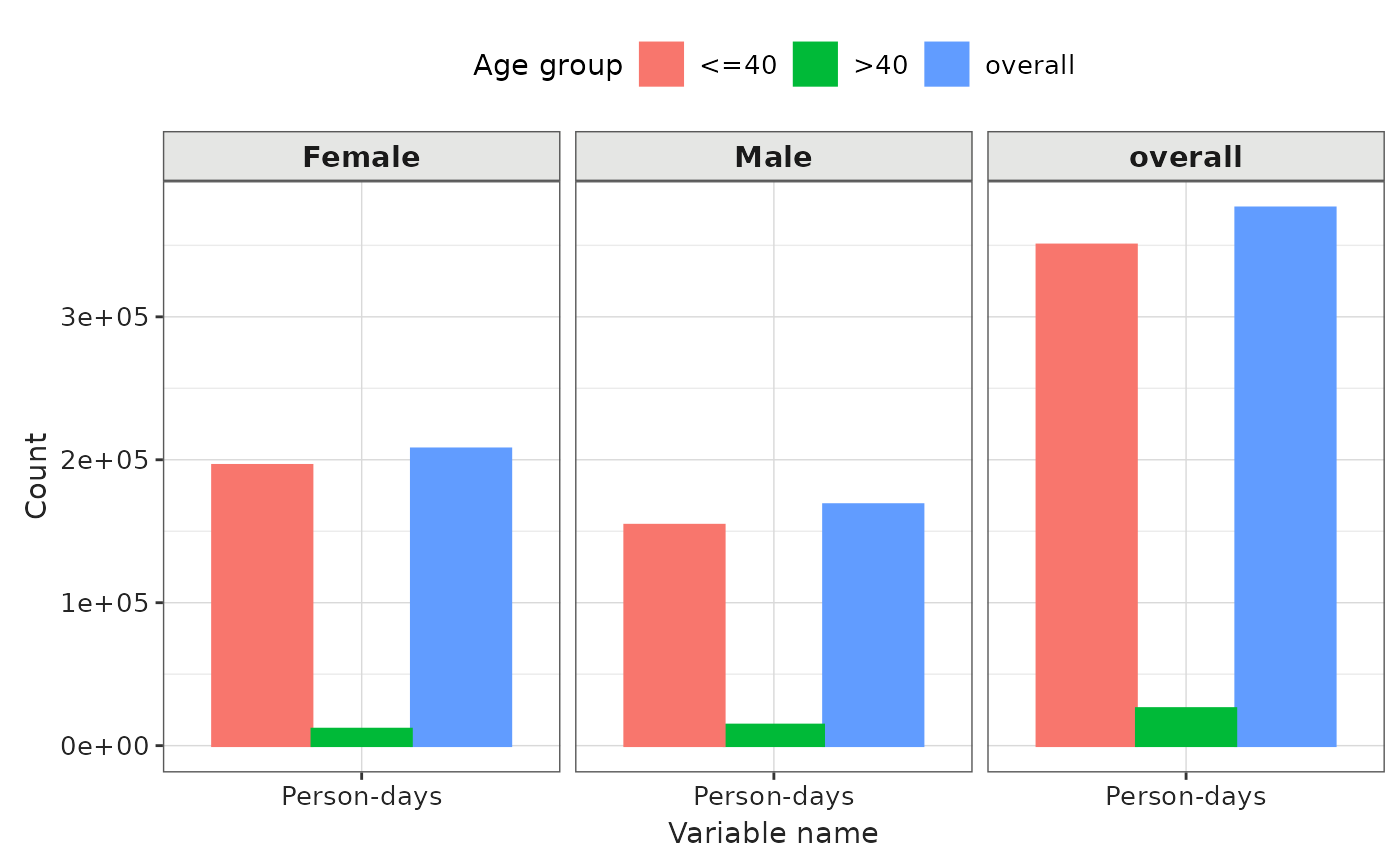 Age group <=40 >40 overall
Female Male overall
3e+05
2e+05
1e+05
0e+00
Count
Person-days Person-days Person-days
Variable name